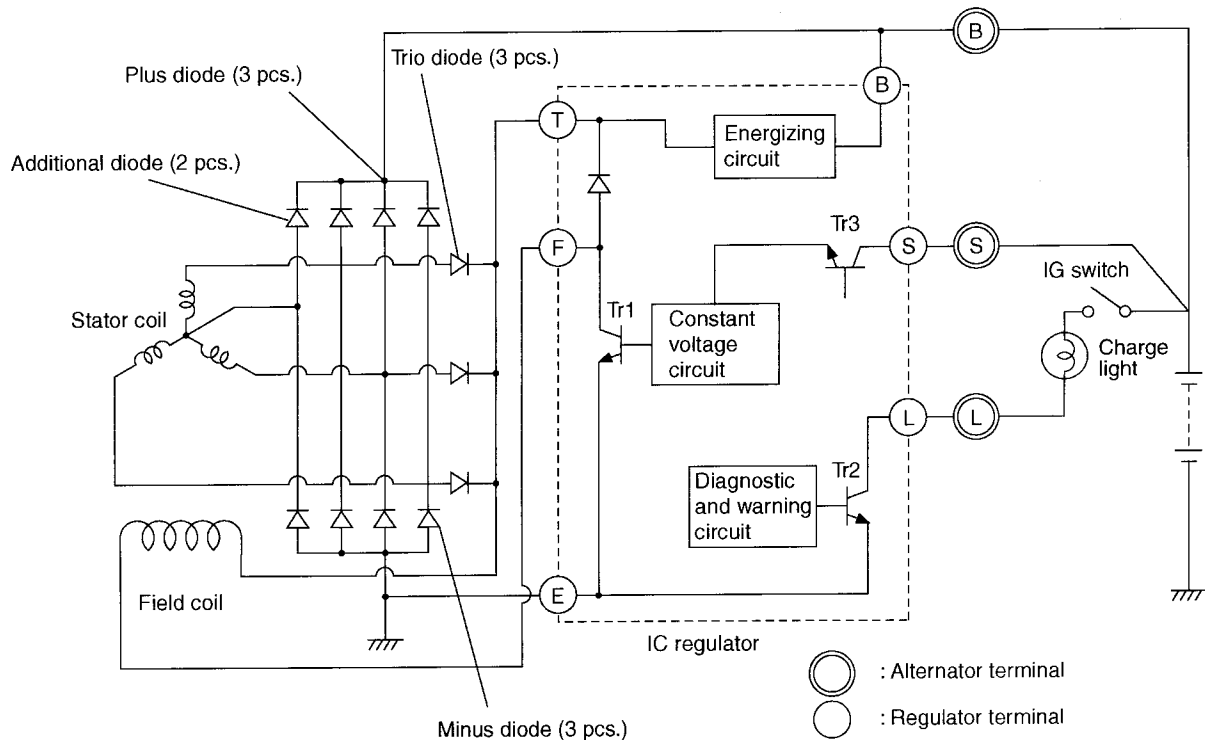 B
Trio diode (3 pcs.)
Plus diode (3 pcs.)
B
T
Energizing
circuit
Additional diode (2 pcs.)
Tr3
F
S
S
IG switch
Tr1
Stator coil
Constant
voltage
circuit
Charge
light
L
L
Tr2
Diagnostic
and warning
circuit
Field coil
E
IC regulator
: Alternator terminal
Minus diode (3 pcs.)
: Regulator terminal